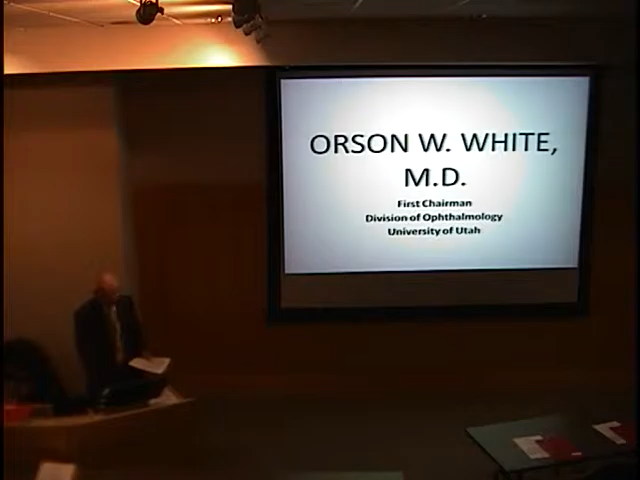 ORSON W. WHITE,
M.D.
First Chairman
Division of Ophthalmology
University of Utah